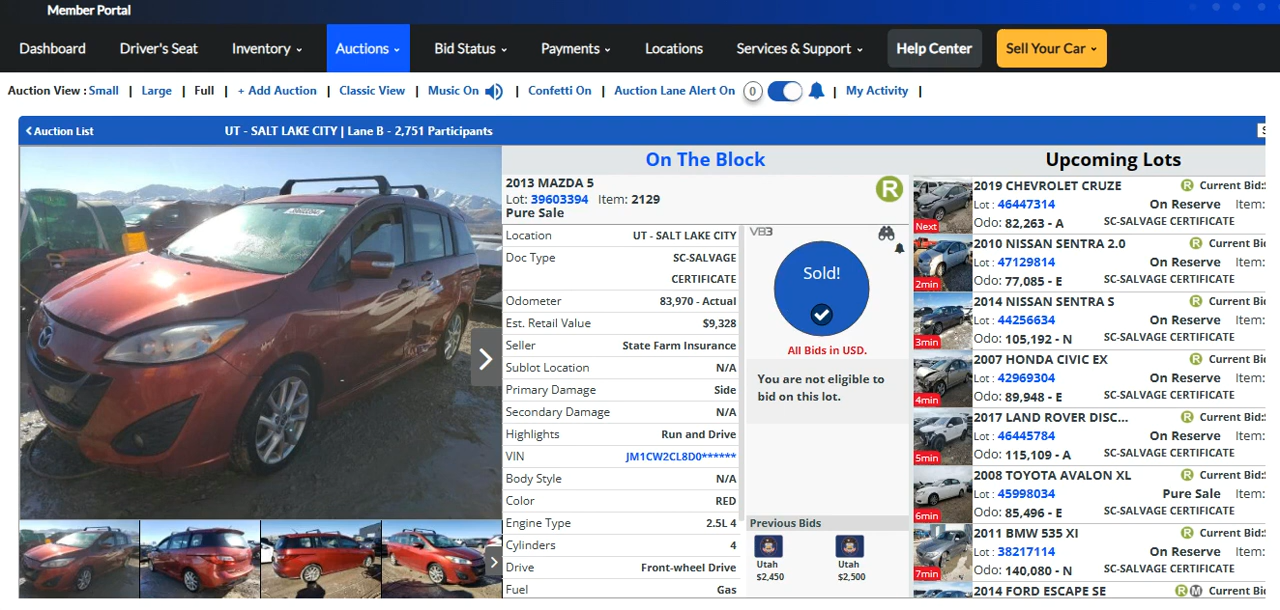 Member Portal
Dashboard Driver's Seat Inventory Auctions Bid Status Payments Locations Services & Support Help Center Sell Your Car
Auction View : Small | Large | Full | + Add Auction | Classic View | Music On | Confetti On | Auction Lane Alert On 0 | My Activity |
Auction List UT - SALT LAKE CITY | Lane B - 2,751 Participants
On The Block
2013 MAZDA 5
Lot: 39603394 Item: 2129
Pure Sale
R
Location UT - SALT LAKE CITY
Doc Type SC-SALVAGE
CERTIFICATE
Odometer 83,970 - Actual
Est. Retail Value $9,328
Seller State Farm Insurance
Sublot Location N/A
Primary Damage Side
Secondary Damage N/A
Highlights Run and Drive
VIN JM1CW2CL8D0******
Body Style N/A
Color RED
Engine Type 2.5L 4
Cylinders 4
Drive Front-wheel Drive
Fuel Gas
VB3
Sold!
All Bids in USD.
You are not eligible to
bid on this lot.
Previous Bids
Utah Utah
$2,450 $2,500
Upcoming Lots
2019 CHEVROLET CRUZE R Current Bid:
Lot : 46447314 On Reserve Item:
Next Odo: 82,263 - A SC-SALVAGE CERTIFICATE
2010 NISSAN SENTRA 2.0 R Current Bi
Lot : 47129814 On Reserve Item:
2min Odo: 77,085 - E SC-SALVAGE CERTIFICATE
2014 NISSAN SENTRA S R Current Bi
Lot : 44256634 On Reserve Item:
3min Odo: 105,192 - N SC-SALVAGE CERTIFICATE
2007 HONDA CIVIC EX R Current Bi
Lot : 42969304 On Reserve Item:
4min Odo: 89,948 - E SC-SALVAGE CERTIFICATE
2017 LAND ROVER DISC... R Current Bid:
Lot : 46445784 On Reserve Item:
5min Odo: 115,109 - A SC-SALVAGE CERTIFICATE
2008 TOYOTA AVALON XL R Current Bid:
Lot : 45998034 Pure Sale Item:
6min Odo: 85,496 - E SC-SALVAGE CERTIFICATE
2011 BMW 535 XI R Current Bid:
Lot : 38217114 On Reserve Item:
7min Odo: 140,080 - N SC-SALVAGE CERTIFICATE
2014 FORD ESCAPE SE R M Current Bi